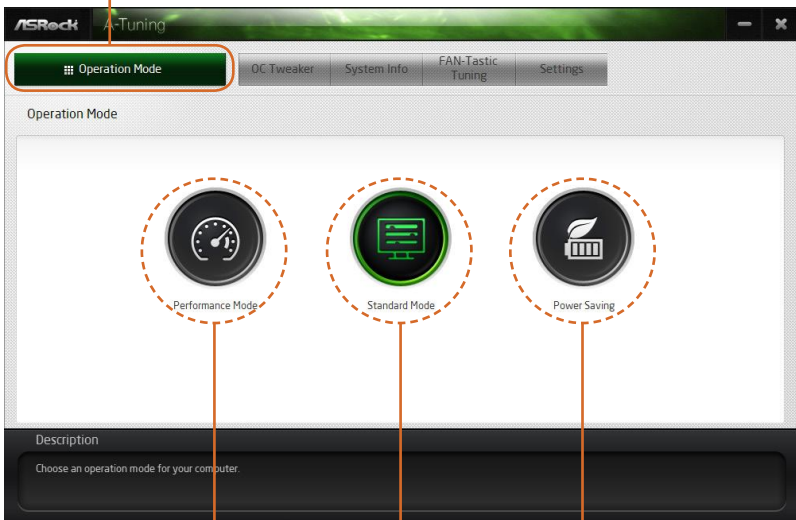 ASRock A-Tuning
Operation Mode
OC Tweaker
System Info
FAN-Tastic
Tuning
Settings
Operation Mode
Performance Mode
Standard Mode
Power Saving
Description
Choose an operation mode for your computer.